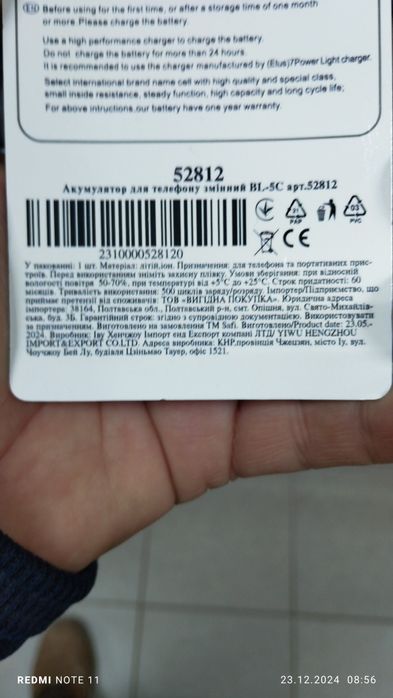 Before using for the first time, or after a storage time of one month
or more. Please charge the battery.
Use a high performance charger to charge the battery.
Do not charge the battery for more than 24 hours.
It is recommended to use the charger manufactured by (Elus)7Power Light charger.
Select international brand name cell with high quality and special class,
small inside resistance, steady function, high capacity and long cycle life;
For above intructions,our battery have one year warranty.
52812
Акумулятор для телефону змінний BL-5C арт.52812
2310000528120
21 PAP
03 PVC
CE
У пакованні: 1 шт. Матеріал: літій,іон. Призначення: для телефона та портативних прис-
троїв. Перед використанням зніміть захисну плівку. Умови зберігання: при відносній
вологості повітря 50-70%, при температурі від +5°С до +25°С. Строк придатності: 60
місяців. Тривалість використання: 500 циклів заряду/розряду. Імпортер/Підприємство, що
приймає претензії від споживачів: ТОВ «ВИГІДНА ПОКУПКА». Юридична адреса
імпортера: 38164, Полтавська обл., Полтавський р-н, смт. Опішня, вул. Свято-Михайлів-
ська, буд. 3Б. Гарантійний строк: згідно з супровідною документацією. Використовувати
за призначенням. Виготовлено на замовлення ТМ Safi. Виготовлено/Product date: 23.05.-
2024. Виробник: Іву Хенчжоу Імпорт енд Експорт компані ЛТД/ YIWU HENGZHOU
IMPORT&EXPORT CO.LTD. Адреса виробника: КНР,провінція Чжецзян, місто Іу, вул.
Чоучжоу Бей Лу, будівля Цзіньмао Тауер, офіс 1521.
REDMI NOTE 11
23.12.2024 08:56